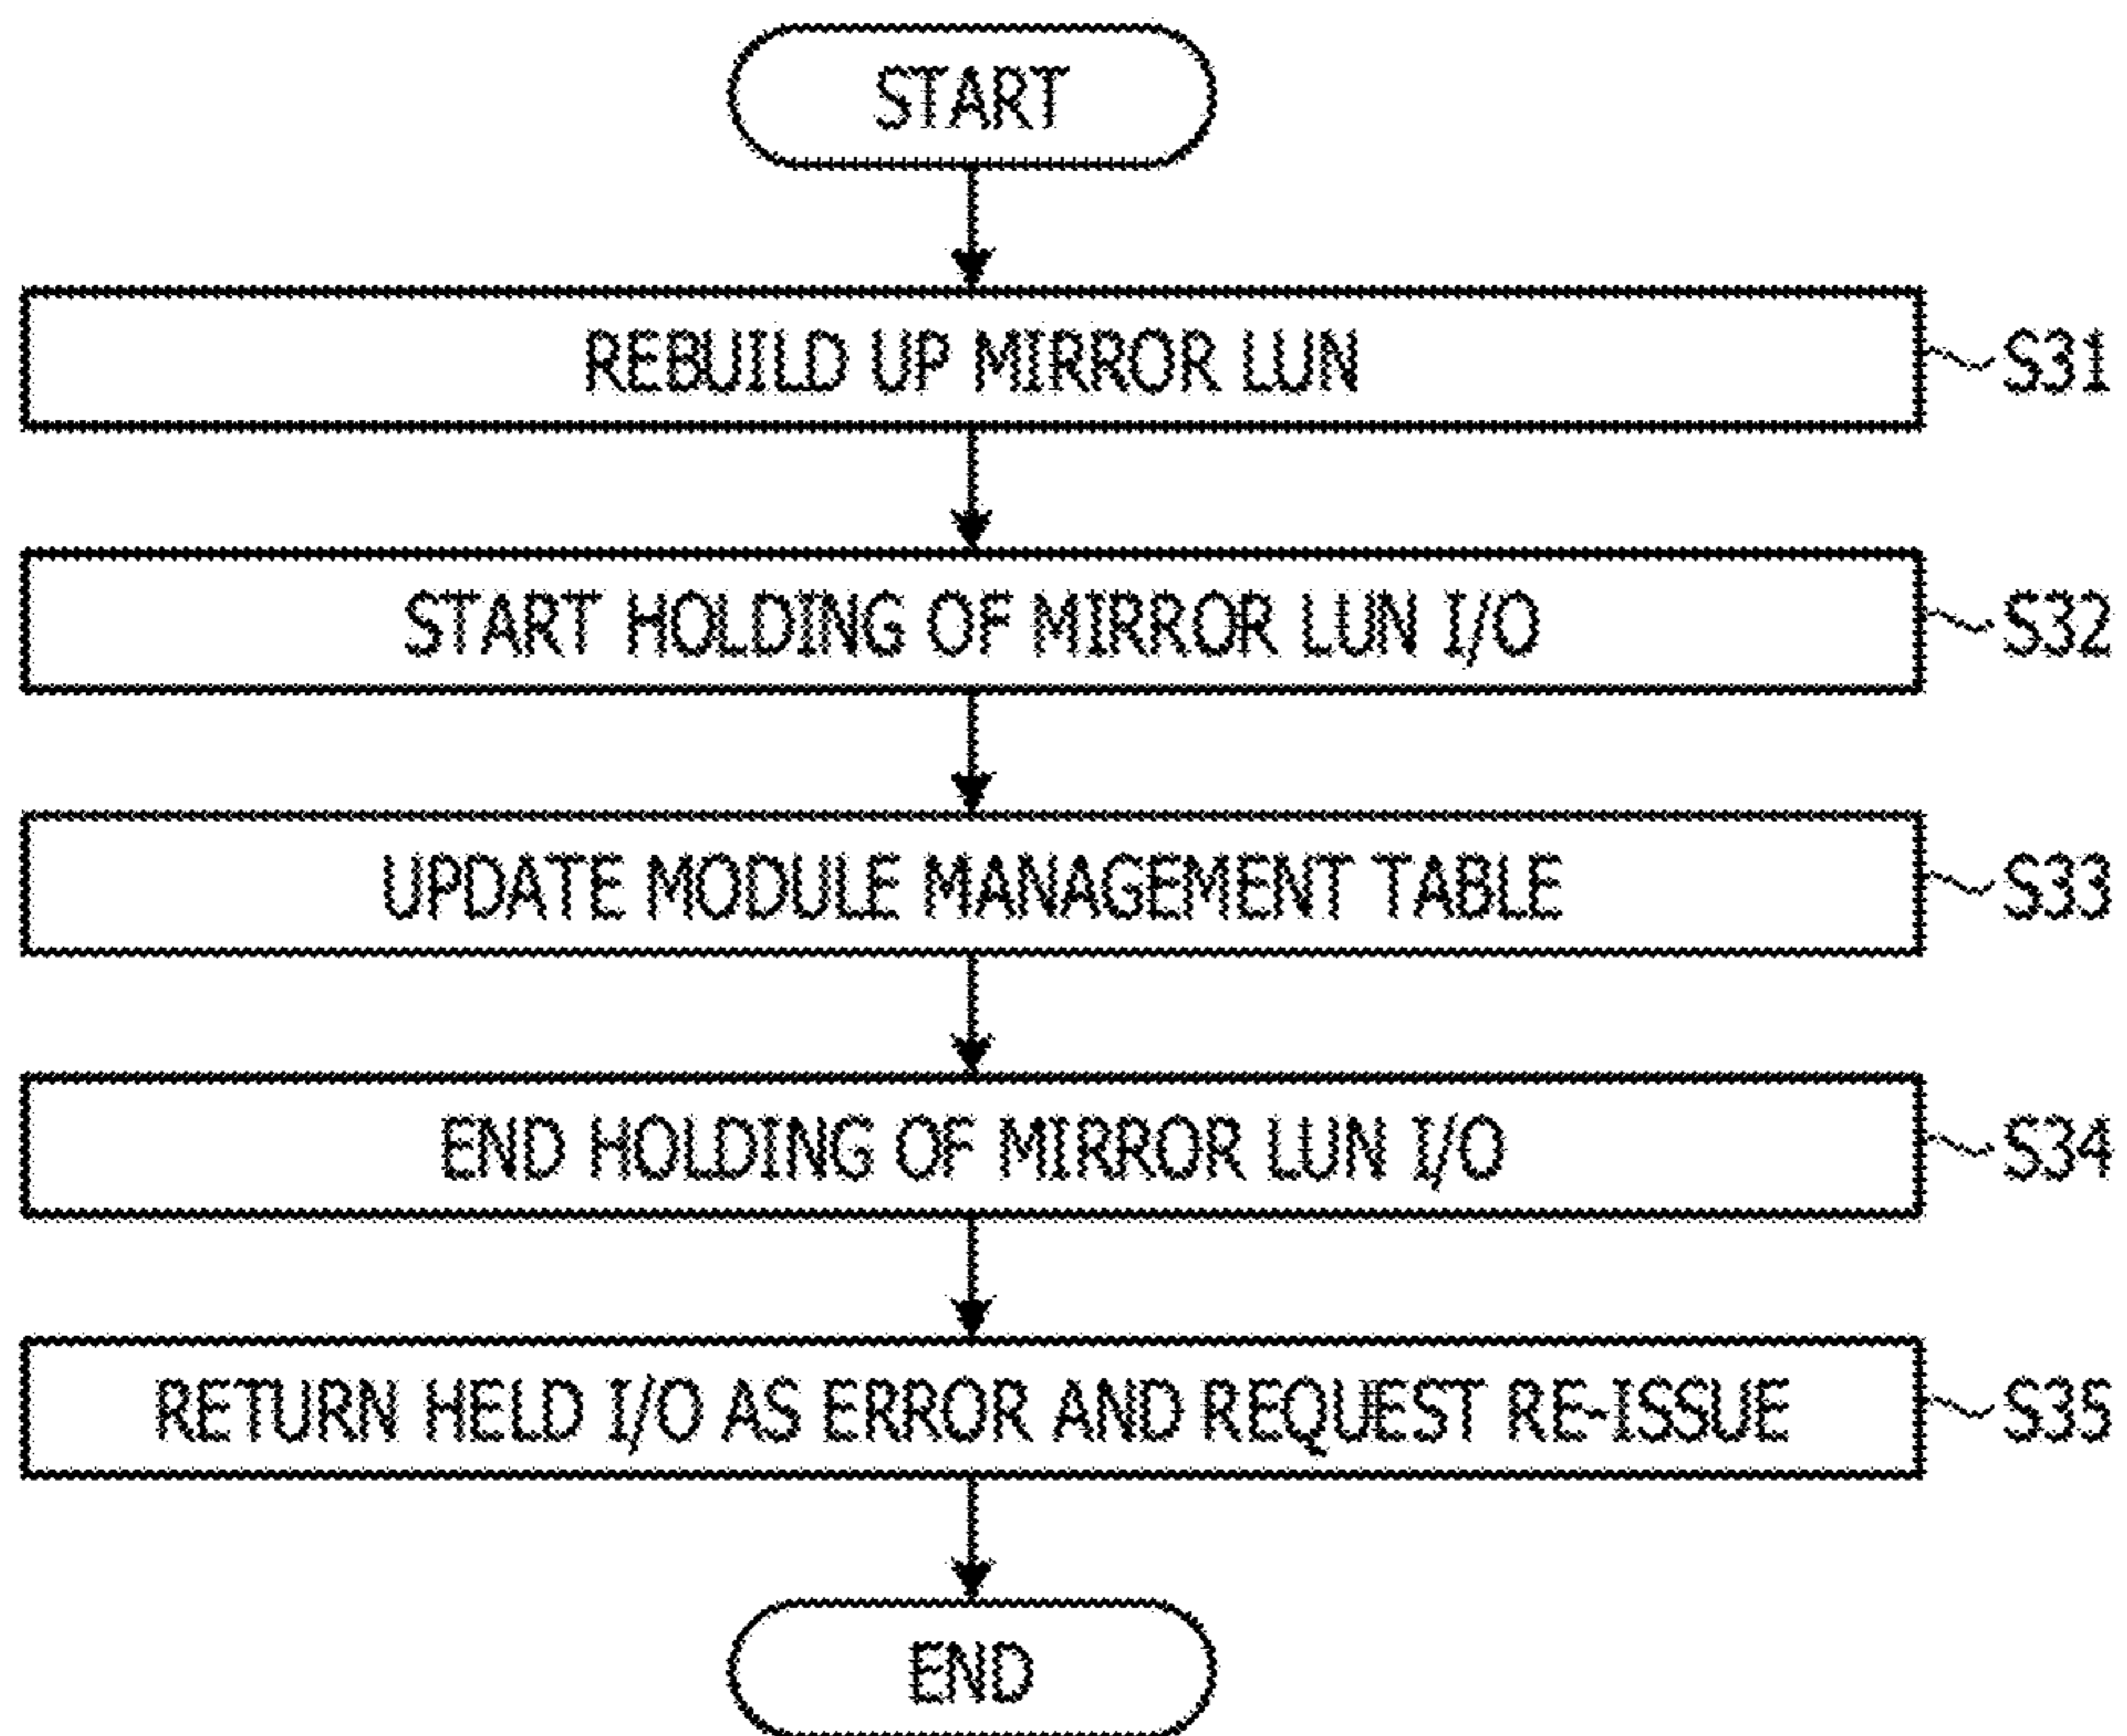 START
REBUILD UP MIRROR LUN
S31
START HOLDING OF MIRROR LUN I/O
S32
UPDATE MODULE MANAGEMENT TABLE
S33
END HOLDING OF MIRROR LUN I/O
S34
RETURN HELD I/O AS ERROR AND REQUEST RE-ISSUE
S35
END